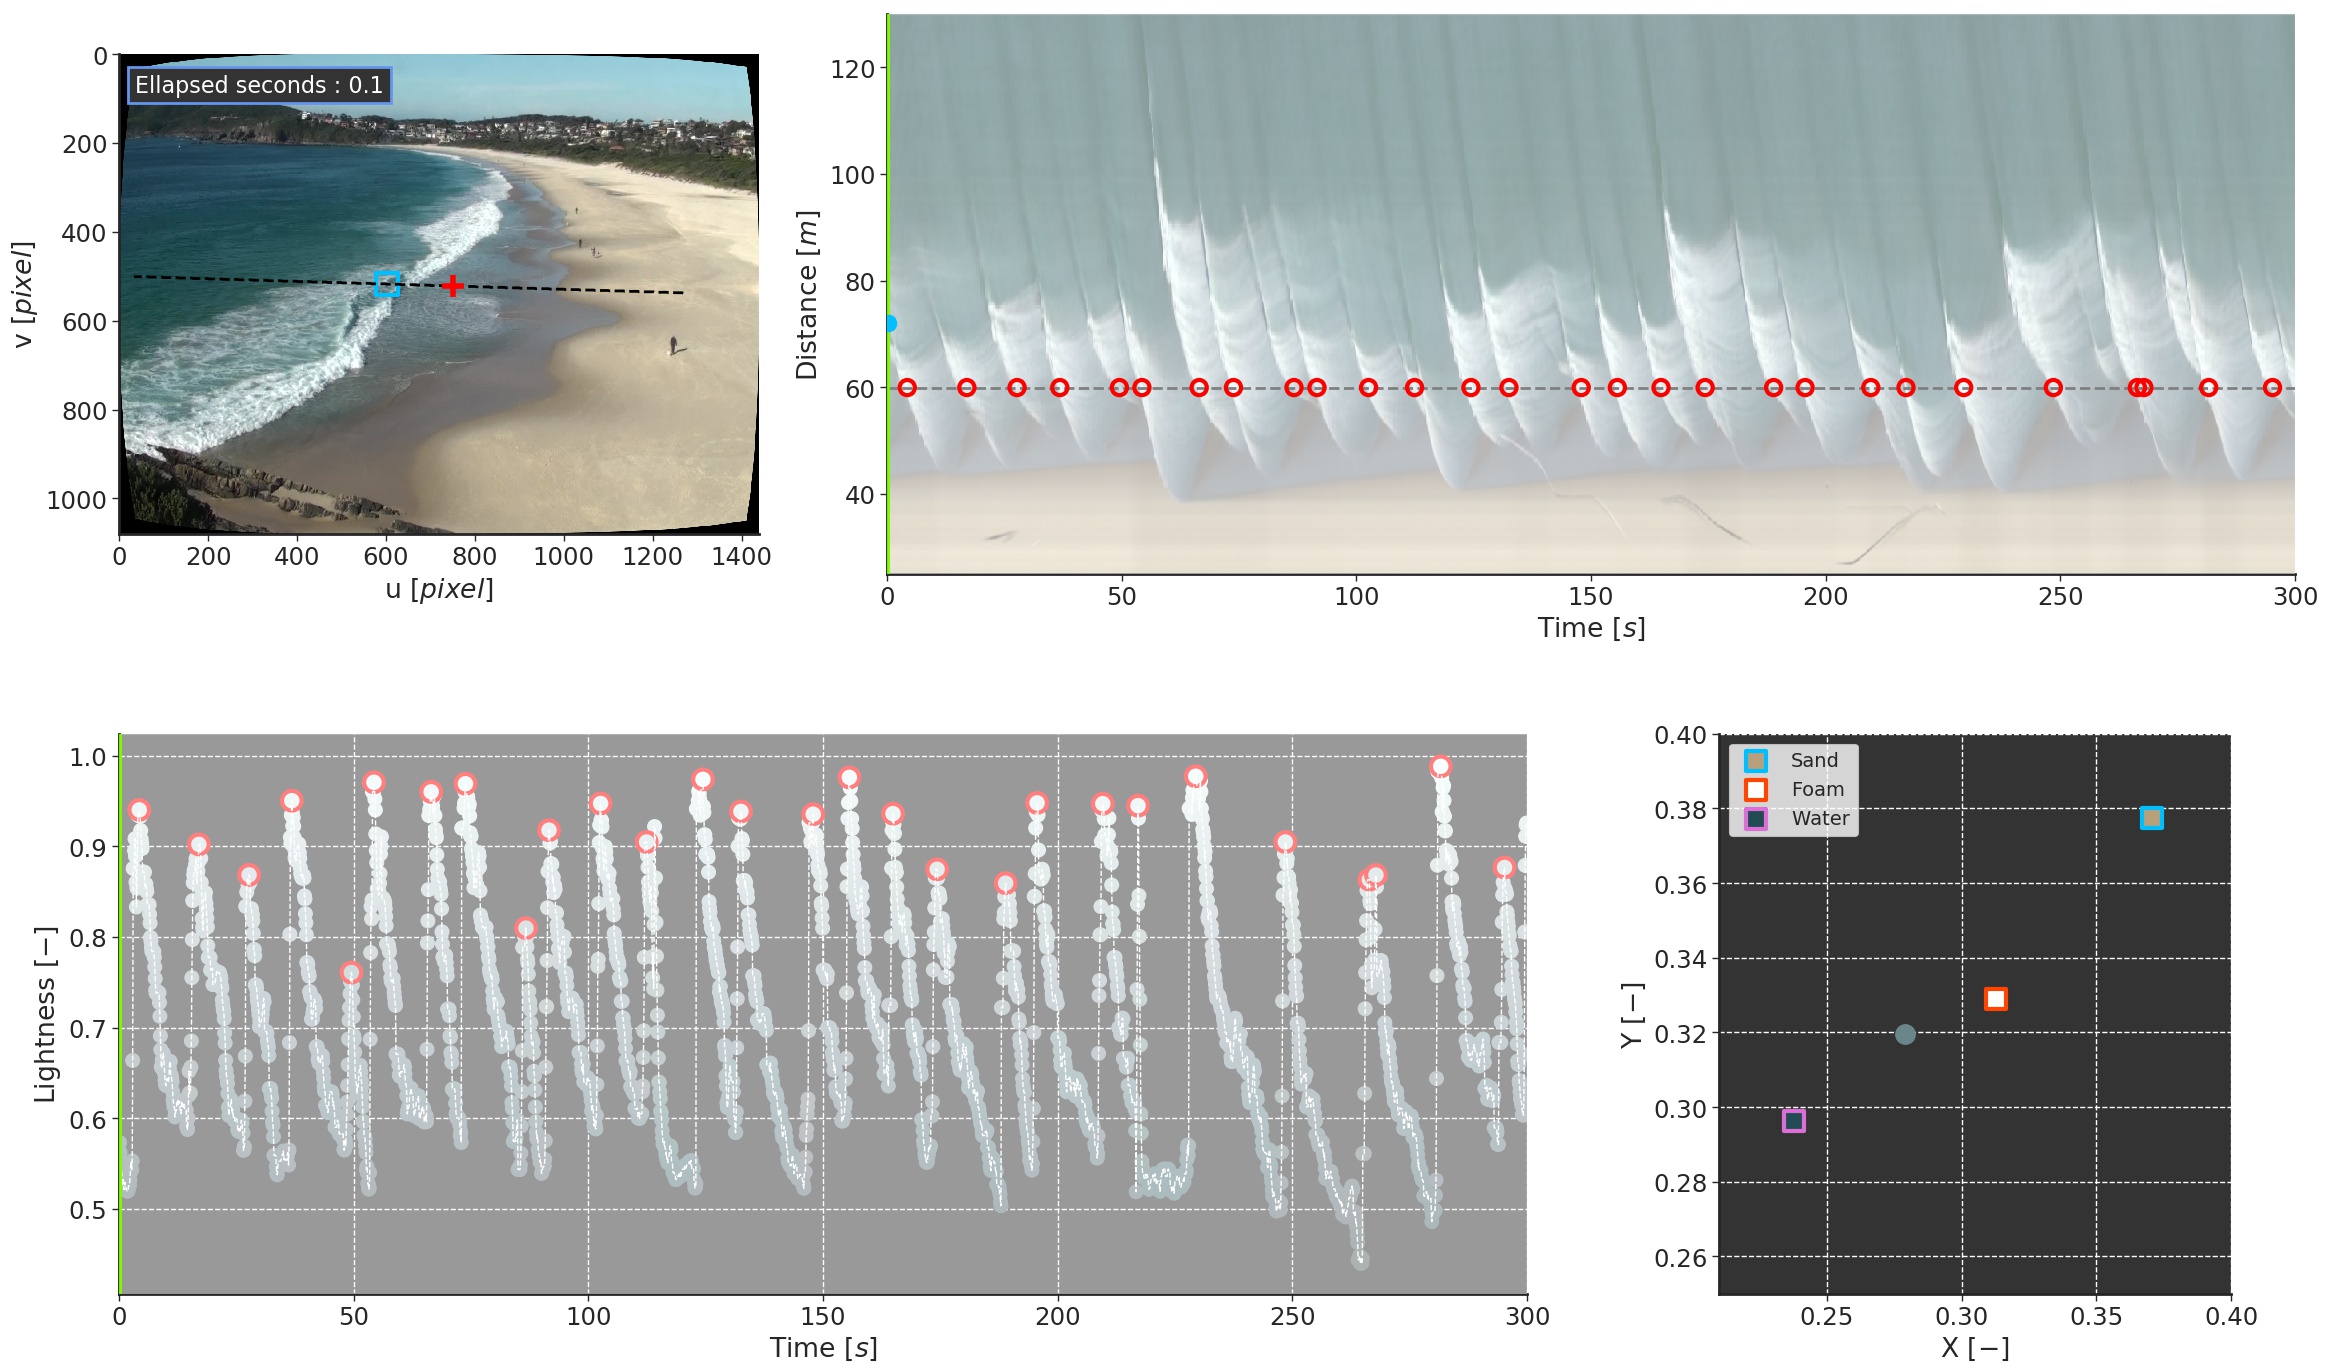 Ellapsed seconds : 0.1
0
200
400
600
800
1000
v [pixel]
0 200 400 600 800 1000 1200 1400
u [pixel]
120
100
80
60
40
Distance [m]
0 50 100 150 200 250 300
Time [s]
1.0
0.9
0.8
0.7
0.6
0.5
Lightness [−]
0 50 100 150 200 250 300
Time [s]
Sand
Foam
Water
0.40
0.38
0.36
0.34
0.32
0.30
0.28
0.26
Y [−]
0.25 0.30 0.35 0.40
X [−]